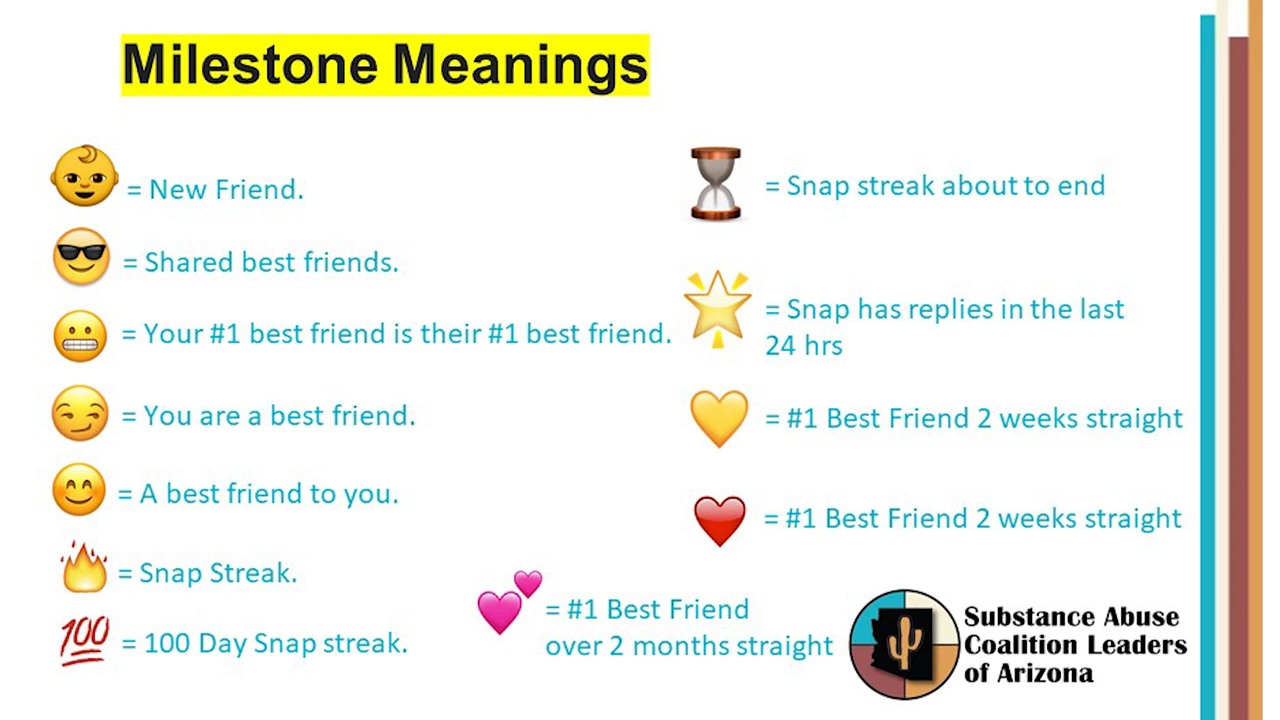 Milestone Meanings
= New Friend.
= Shared best friends.
= Your #1 best friend is their #1 best friend.
= You are a best friend.
= A best friend to you.
= Snap Streak.
100
= 100 Day Snap streak.
= Snap streak about to end
= Snap has replies in the last
24 hrs
= #1 Best Friend 2 weeks straight
= #1 Best Friend 2 weeks straight
= #1 Best Friend
over 2 months straight
Substance Abuse
Coalition Leaders
of Arizona